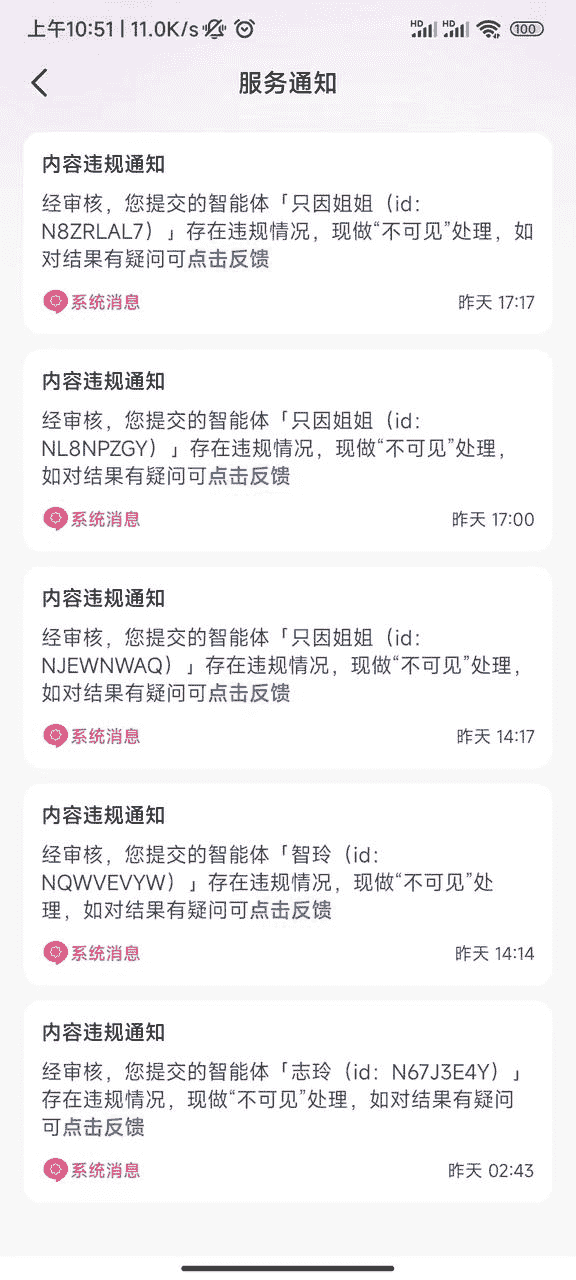 上午10:51 | 11.0K/s
HD HD 100
服务通知
内容违规通知
经审核，您提交的智能体「只因姐姐（id：
N8ZRLAL7）」存在违规情况，现做“不可见”处理，如
对结果有疑问可点击反馈
系统消息 昨天 17:17
内容违规通知
经审核，您提交的智能体「只因姐姐（id：
NL8NPZGY）」存在违规情况，现做“不可见”处理，
如对结果有疑问可点击反馈
系统消息 昨天 17:00
内容违规通知
经审核，您提交的智能体「只因姐姐（id：
NJEWNWAQ）」存在违规情况，现做“不可见”处理，
如对结果有疑问可点击反馈
系统消息 昨天 14:17
内容违规通知
经审核，您提交的智能体「智玲（id：
NQWVEVYW）」存在违规情况，现做“不可见”处
理，如对结果有疑问可点击反馈
系统消息 昨天 14:14
内容违规通知
经审核，您提交的智能体「志玲（id：N67J3E4Y）」
存在违规情况，现做“不可见”处理，如对结果有疑问
可点击反馈
系统消息 昨天 02:43